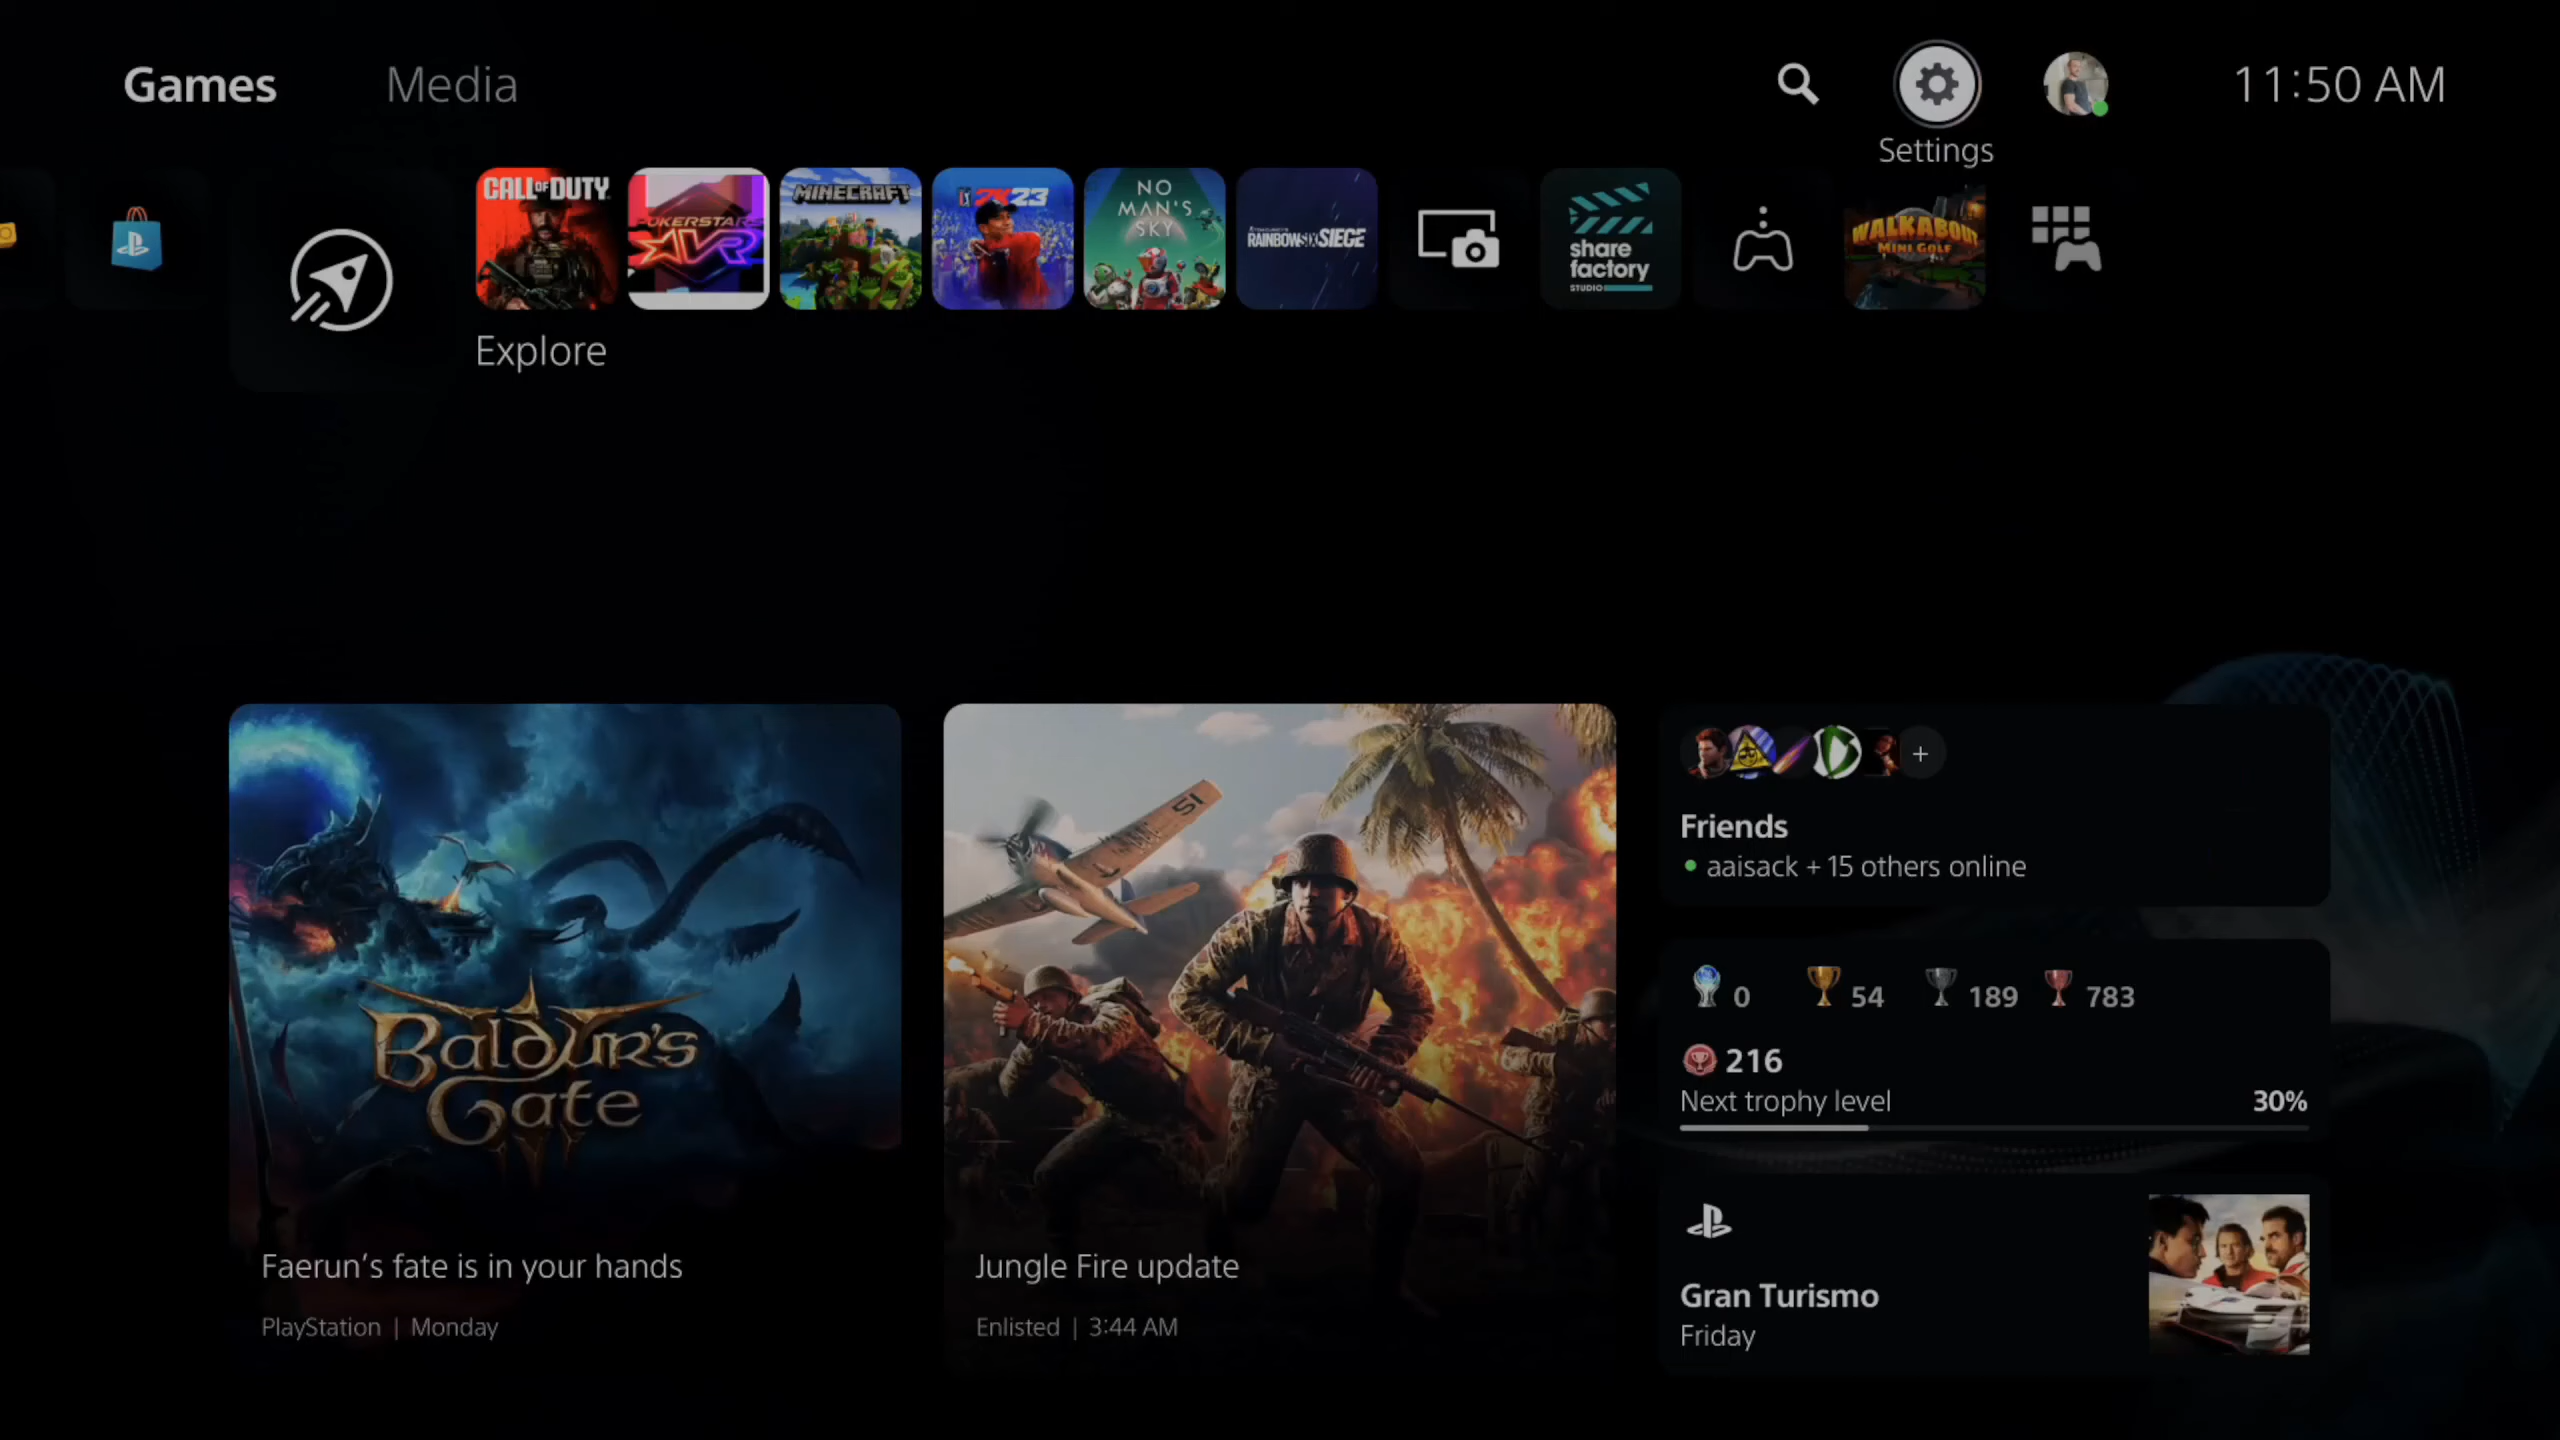 Games
Media
11:50 AM
Settings
CALL OF DUTY
POKERSTARS
VR
MINECRAFT
2K23
NO
MAN'S
SKY
RAINBOW SIX SIEGE
share
factory
STUDIO
WALKABOUT
MINI GOLF
Explore
51
Baldur's
Gate
III
Faerun's fate is in your hands
PlayStation | Monday
Jungle Fire update
Enlisted | 3:44 AM
+
Friends
aaisack + 15 others online
0
54
189
783
216
Next trophy level
30%
Gran Turismo
Friday